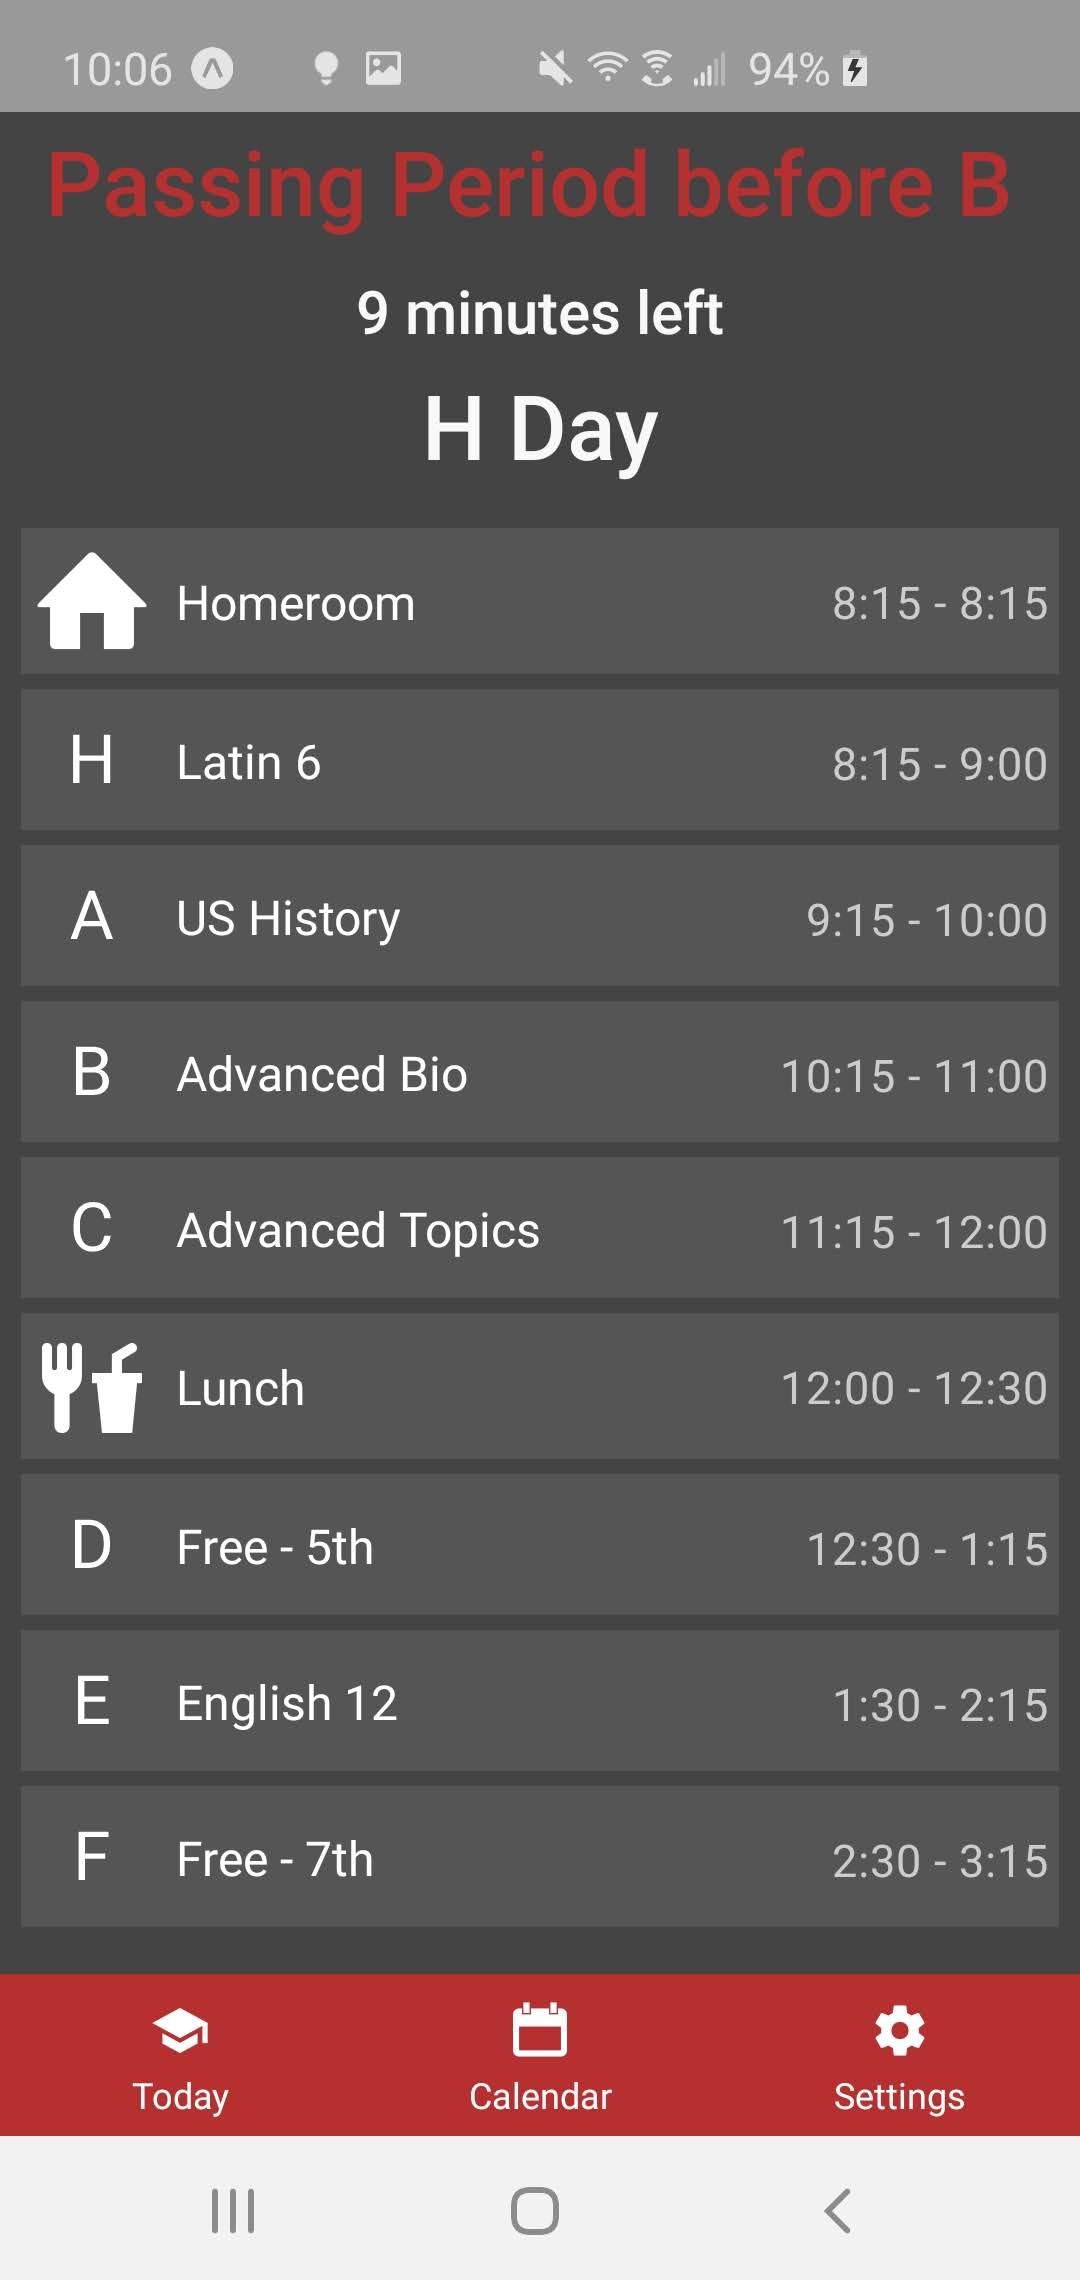 10:06 94%
Passing Period before B
9 minutes left
H Day
Homeroom 8:15 - 8:15
H Latin 6 8:15 - 9:00
A US History 9:15 - 10:00
B Advanced Bio 10:15 - 11:00
C Advanced Topics 11:15 - 12:00
Lunch 12:00 - 12:30
D Free - 5th 12:30 - 1:15
E English 12 1:30 - 2:15
F Free - 7th 2:30 - 3:15
Today Calendar Settings